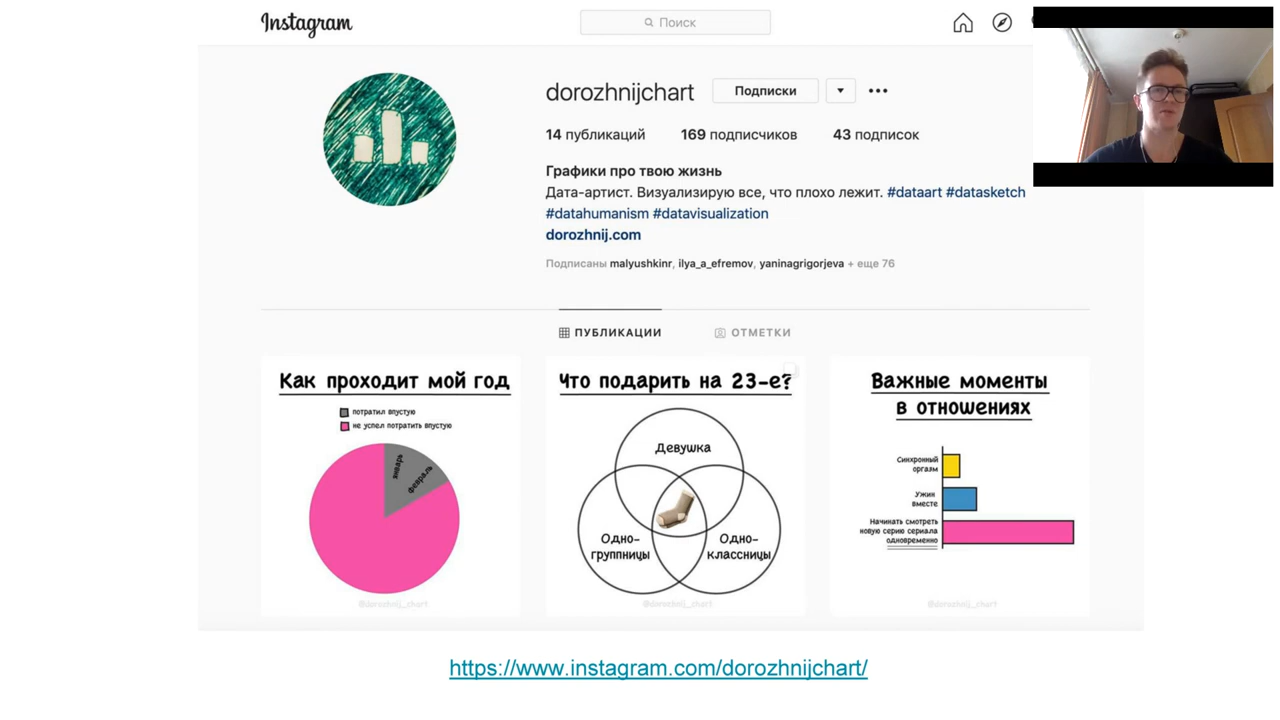 Instagram
Поиск
dorozhnijchart
Подписки
14 публикаций 169 подписчиков 43 подписок
Графики про твою жизнь
Дата-артист. Визуализирую все, что плохо лежит. #dataart #datasketch
#datahumanism #datavisualization
dorozhnij.com
Подписаны malyushkinr, ilya_a_efremov, yaninagrigorjeva + еще 76
ПУБЛИКАЦИИ
ОТМЕТКИ
Как проходит мой год
потратил впустую
не успел потратить впустую
январь
февраль
@dorozhnij_chart
Что подарить на 23-е?
Девушка
Одно-
группницы
Одно-
классницы
@dorozhnij_chart
Важные моменты
в отношениях
Синхронный
оргазм
Ужин
вместе
Начинать смотреть
новую серию сериала
одновременно
@dorozhnij_chart
https://www.instagram.com/dorozhnijchart/